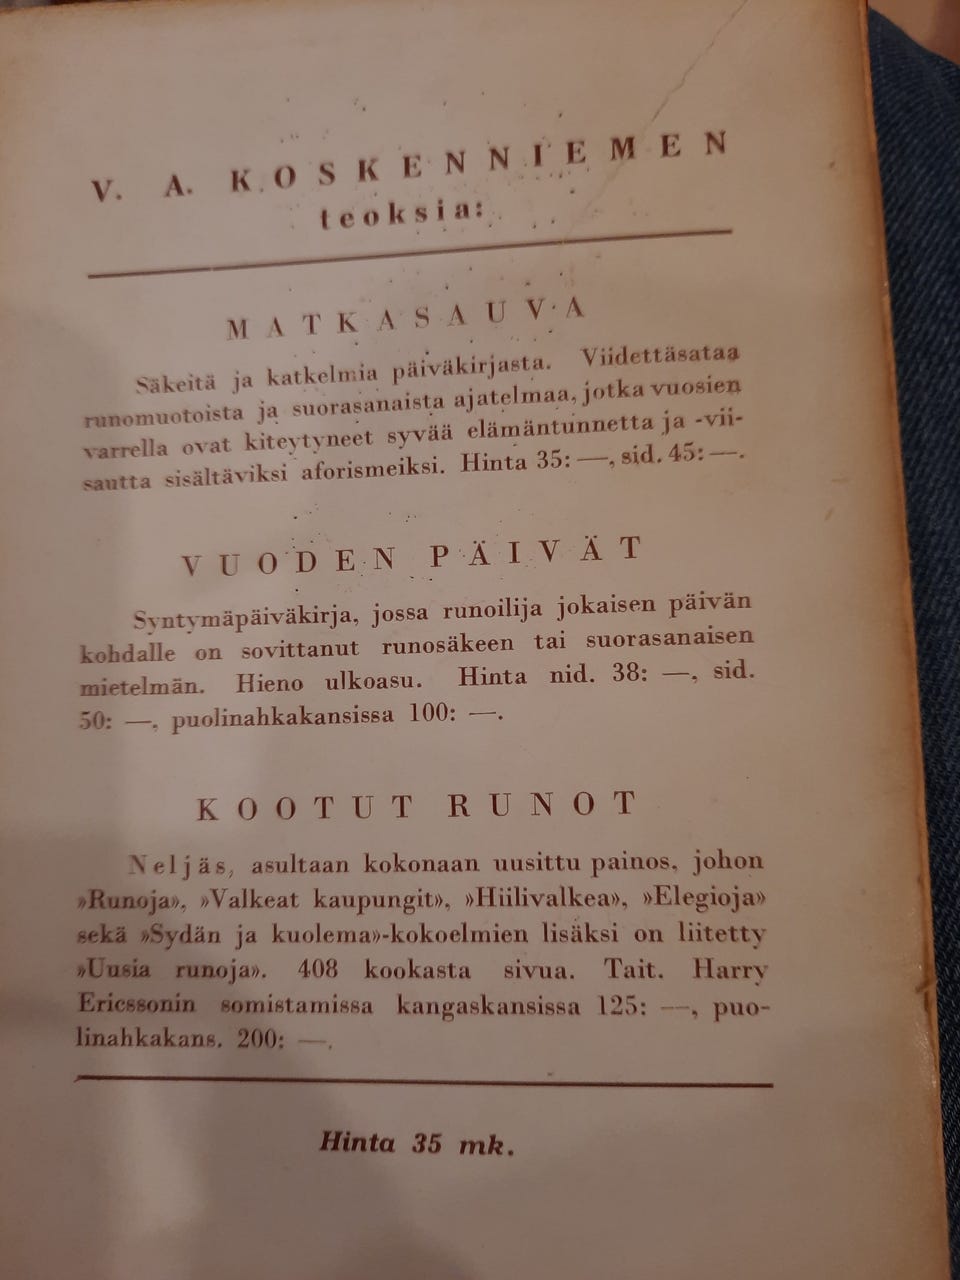 V. A. KOSKENNIEMEN
teoksia:
MATKASAUVA
Säkeitä ja katkelmia päiväkirjasta. Viidettäsataa
runomuotoista ja suorasanaista ajatelmaa, jotka vuosien
varrella ovat kiteytyneet syvää elämäntunnetta ja -vii-
sautta sisältäviksi aforismeiksi. Hinta 35: —, sid. 45: —.
VUODEN PÄIVÄT
Syntymäpäiväkirja, jossa runoilija jokaisen päivän
kohdalle on sovittanut runosäkeen tai suorasanaisen
mietelmän. Hieno ulkoasu. Hinta nid. 38: —, sid.
50: —, puolinahkakansissa 100: —.
KOOTUT RUNOT
Neljäs, asultaan kokonaan uusittu painos, johon
»Runoja», »Valkeat kaupungit», »Hiilivalkea», »Elegioja»
sekä »Sydän ja kuolema»-kokoelmien lisäksi on liitetty
»Uusia runoja». 408 kookasta sivua. Tait. Harry
Ericssonin somistamissa kangaskansissa 125: —, puo-
linahkakans. 200: —.
Hinta 35 mk.